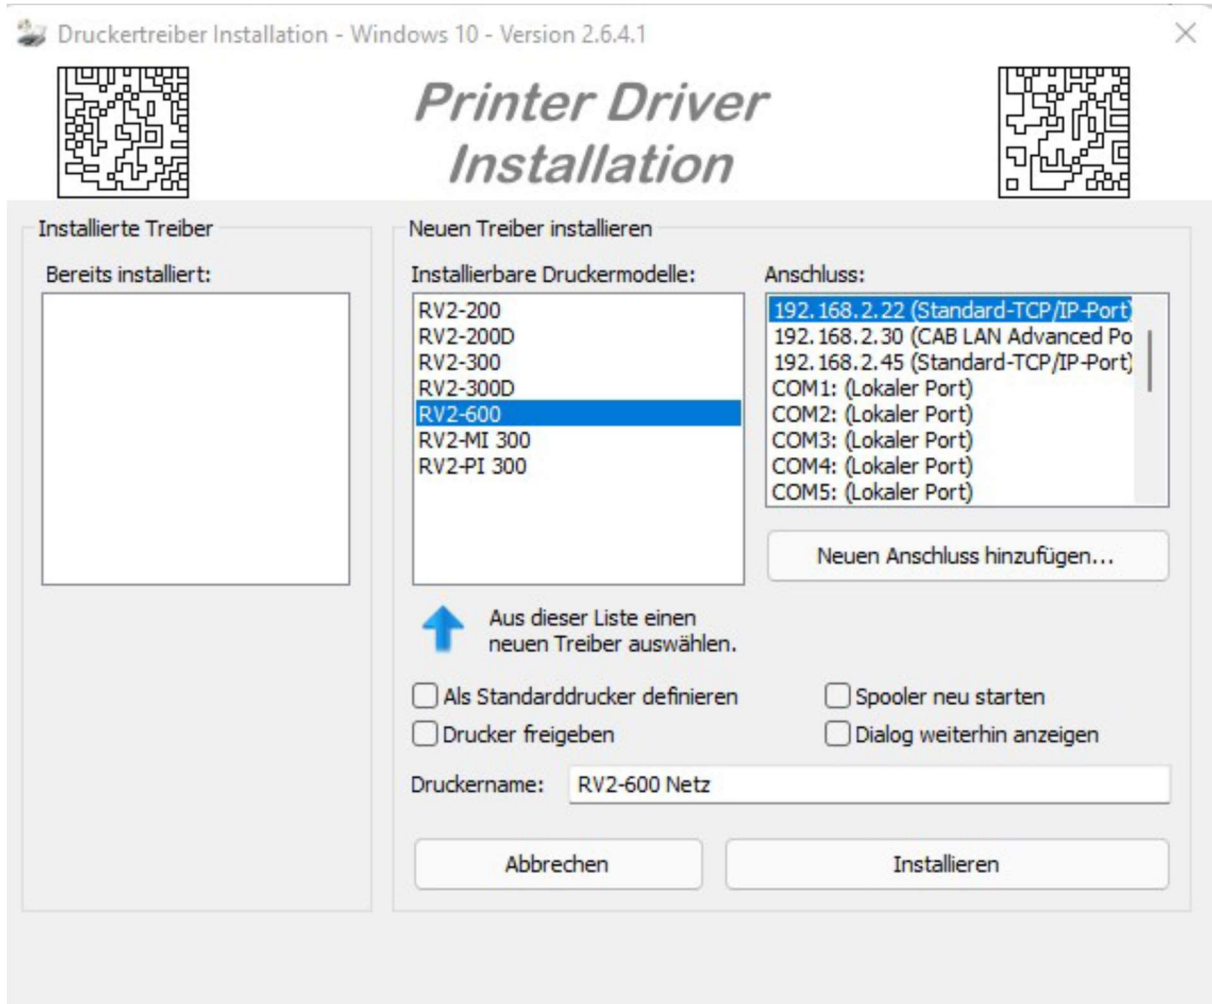 Druckertreiber Installation - Windows 10 - Version 2.6.4.1
Printer Driver
Installation
Installierte Treiber
Bereits installiert:
Neuen Treiber installieren
Installierbare Druckermodelle:
RV2-200
RV2-200D
RV2-300
RV2-300D
RV2-600
RV2-MI 300
RV2-PI 300
Anschluss:
192.168.2.22 (Standard-TCP/IP-Port)
192.168.2.30 (CAB LAN Advanced Po
192.168.2.45 (Standard-TCP/IP-Port)
COM1: (Lokaler Port)
COM2: (Lokaler Port)
COM3: (Lokaler Port)
COM4: (Lokaler Port)
COM5: (Lokaler Port)
Neuen Anschluss hinzufügen...
Aus dieser Liste einen
neuen Treiber auswählen.
Als Standarddrucker definieren
Spooler neu starten
Drucker freigeben
Dialog weiterhin anzeigen
Druckername: RV2-600 Netz
Abbrechen
Installieren